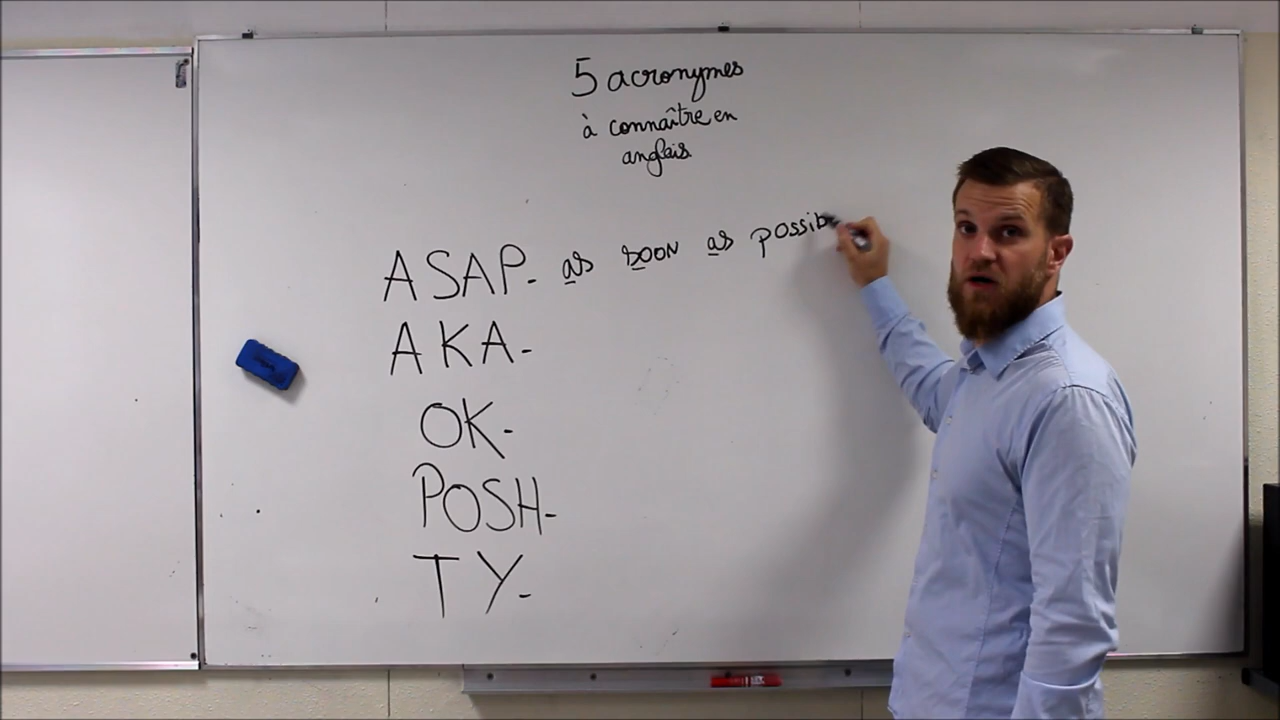 5 acronymes
à connaître en
anglais
ASAP- as soon as possib
AKA-
OK-
POSH-
TY-